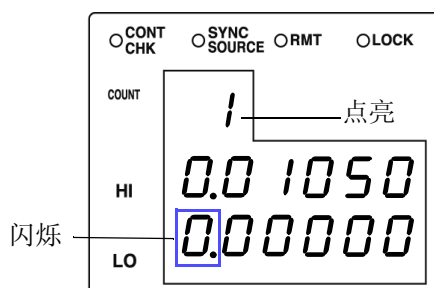 CONT CHK SYNC SOURCE RMT LOCK
COUNT
1 点亮
HI 0.01050
闪烁 0.00000
LO